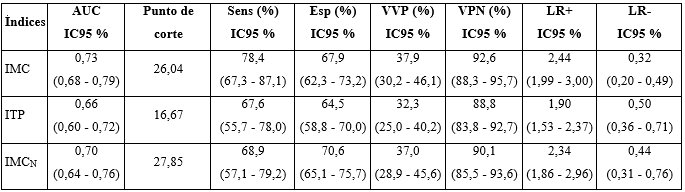 Índices AUC IC95 % Punto de corte Sens (%) IC95 % Esp (%) IC95 % VVP (%) IC95 % VPN (%) IC95 % LR+ IC95 % LR- IC95 %
IMC 0,73 26,04 78,4 67,9 37,9 92,6 2,44 0,32
(0,68 - 0,79) (67,3 - 87,1) (62,3 - 73,2) (30,2 - 46,1) (88,3 - 95,7) (1,99 - 3,00) (0,20 - 0,49)
ITP 0,66 16,67 67,6 64,5 32,3 88,8 1,90 0,50
(0,60 - 0,72) (55,7 - 78,0) (58,8 - 70,0) (25,0 - 40,2) (83,8 - 92,7) (1,53 - 2,37) (0,36 - 0,71)
IMCN 0,70 27,85 68,9 70,6 37,0 90,1 2,34 0,44
(0,64 - 0,76) (57,1 - 79,2) (65,1 - 75,7) (28,9 - 45,6) (85,5 - 93,6) (1,86 - 2,96) (0,31 - 0,76)